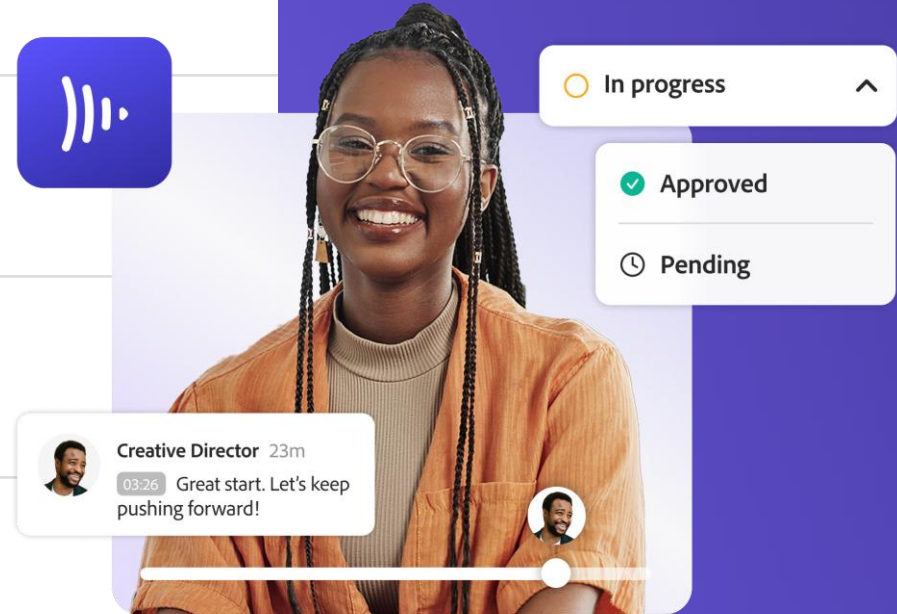 In progress
Approved
Pending
Creative Director 23m
03:26 Great start. Let’s keep
pushing forward!